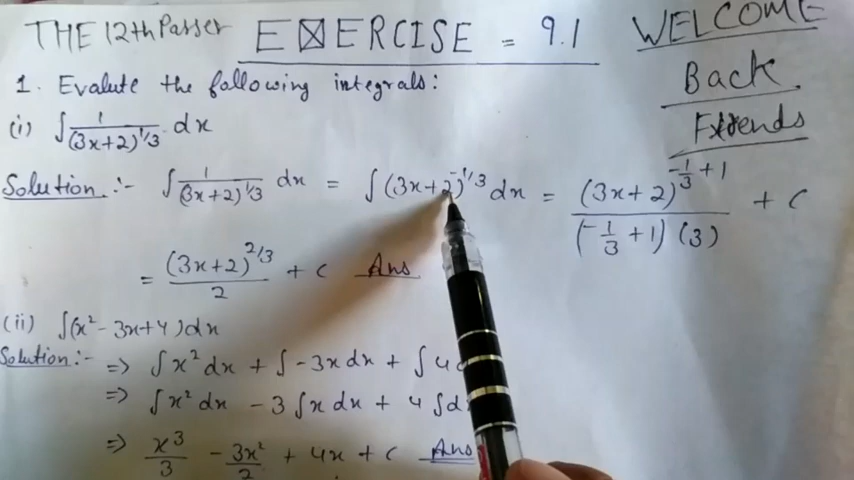 THE 12th Passer EXERCISE = 9.1 WELCOME
Back
Friends
1. Evalute the following integrals:
(i) ∫ 1/(3x+2)^1/3 dx
Solution :- ∫ 1/(3x+2)^1/3 dx = ∫ (3x+2)^-1/3 dx = (3x+2)^(-1/3 + 1) / (-1/3 + 1) (3) + C
= (3x+2)^2/3 / 2 + C Ans
(ii) ∫(x² - 3x+4) dx
Solution :- => ∫ x² dx + ∫ -3x dx + ∫ 4
=> ∫ x² dx - 3 ∫ x dx + 4 ∫ d
=> x³/3 - 3x²/2 + 4x + C Ans